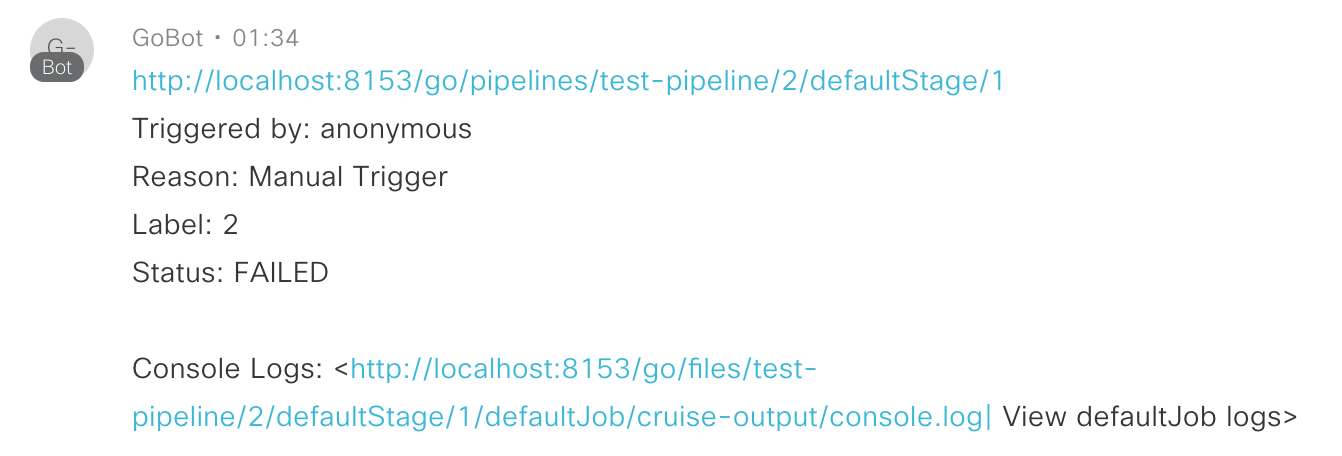 G-
Bot
GoBot · 01:34
http://localhost:8153/go/pipelines/test-pipeline/2/defaultStage/1
Triggered by: anonymous
Reason: Manual Trigger
Label: 2
Status: FAILED
Console Logs: <http://localhost:8153/go/files/test-
pipeline/2/defaultStage/1/defaultJob/cruise-output/console.log| View defaultJob logs>